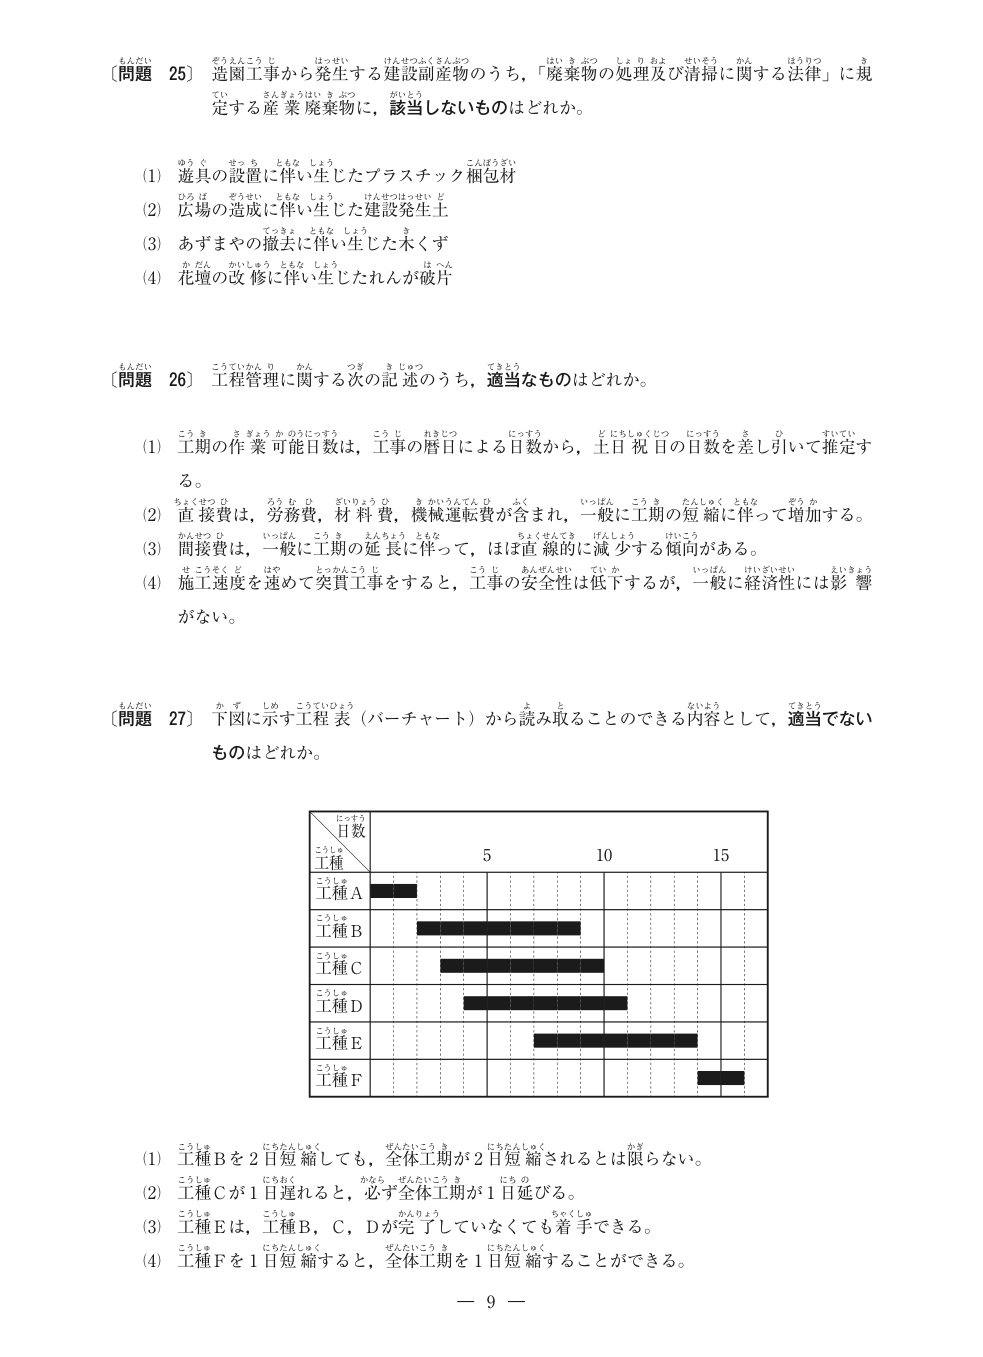 〔問題 25〕 造園工事から発生する建設副産物のうち，「廃棄物の処理及び清掃に関する法律」に規
定する産業廃棄物に，該当しないものはどれか。
⑴ 遊具の設置に伴い生じたプラスチック梱包材
⑵ 広場の造成に伴い生じた建設発生土
⑶ あずまやの撤去に伴い生じた木くず
⑷ 花壇の改修に伴い生じたれんが破片
〔問題 26〕 工程管理に関する次の記述のうち，適当なものはどれか。
⑴ 工期の作業可能日数は，工事の暦日による日数から，土日祝日の日数を差し引いて推定す
る。
⑵ 直接費は，労務費，材料費，機械運転費が含まれ，一般に工期の短縮に伴って増加する。
⑶ 間接費は，一般に工期の延長に伴って，ほぼ直線的に減少する傾向がある。
⑷ 施工速度を速めて突貫工事をすると，工事の安全性は低下するが，一般に経済性には影響
がない。
〔問題 27〕 下図に示す工程表（バーチャート）から読み取ることのできる内容として，適当でない
ものはどれか。
日数
工種
5 10 15
工種A
工種B
工種C
工種D
工種E
工種F
⑴ 工種Bを2日短縮しても，全体工期が2日短縮されるとは限らない。
⑵ 工種Cが1日遅れると，必ず全体工期が1日延びる。
⑶ 工種Eは，工種B，C，Dが完了していなくても着手できる。
⑷ 工種Fを1日短縮すると，全体工期を1日短縮することができる。
— 9 —